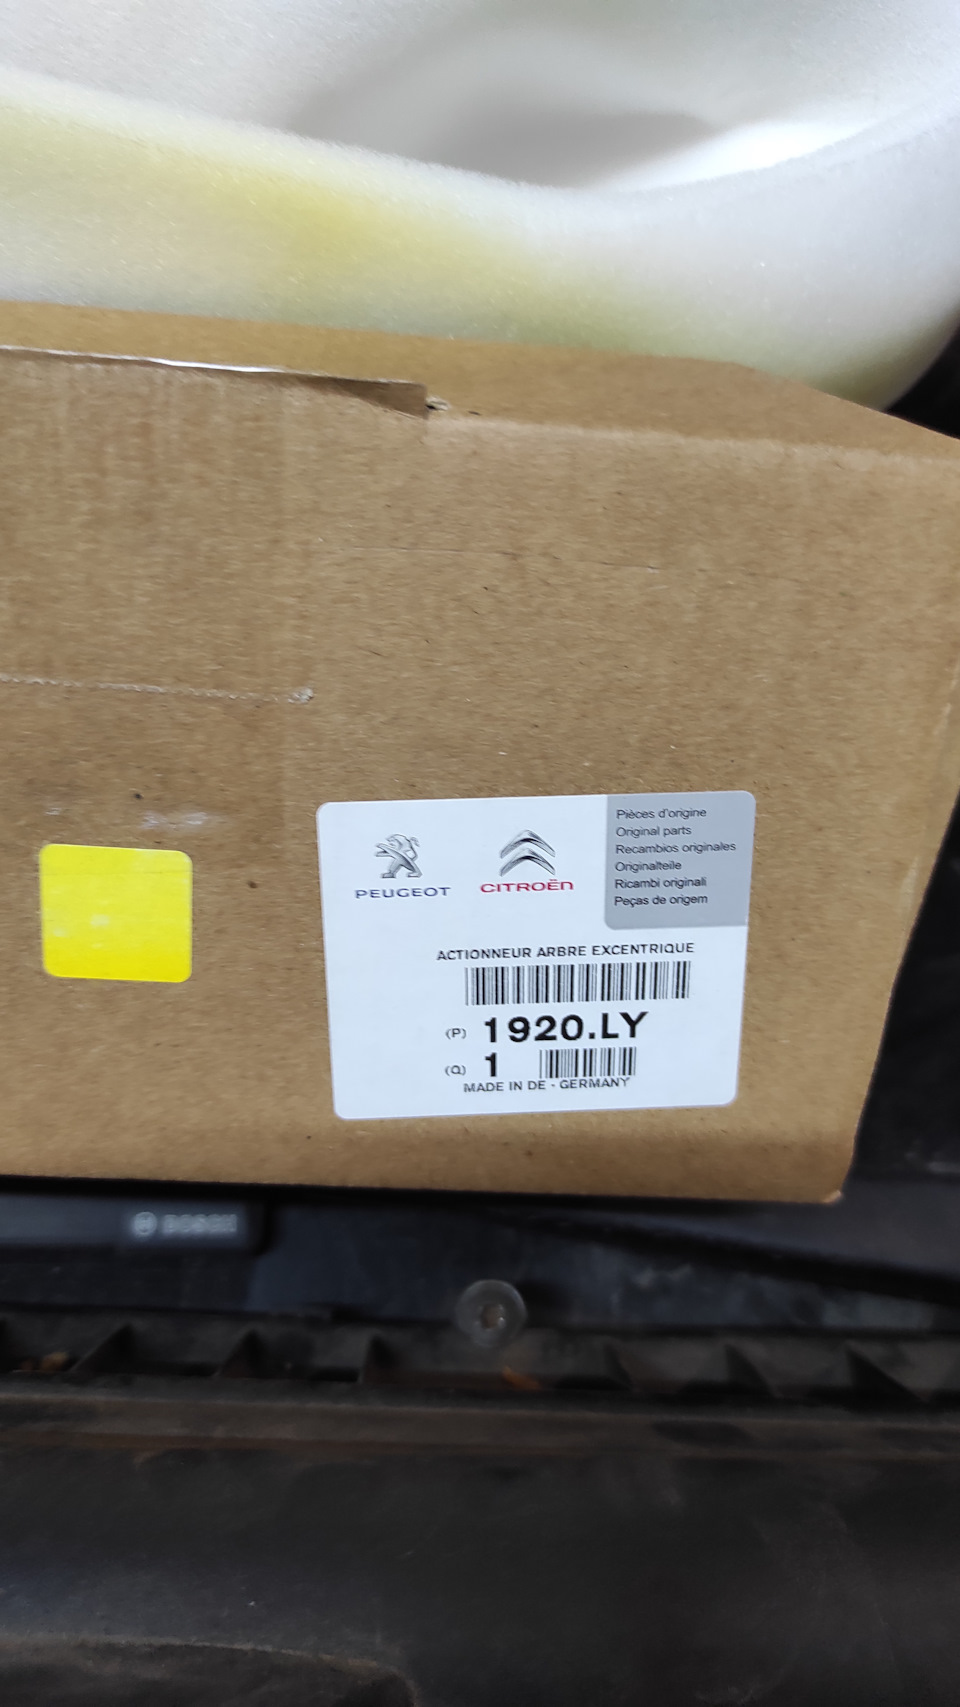 PEUGEOT
CITROËN
Pièces d'origine
Original parts
Recambios originales
Originalteile
Ricambi originali
Peças de origem
ACTIONNEUR ARBRE EXCENTRIQUE
(P) 1920.LY
(Q) 1
MADE IN DE - GERMANY
BOSCH